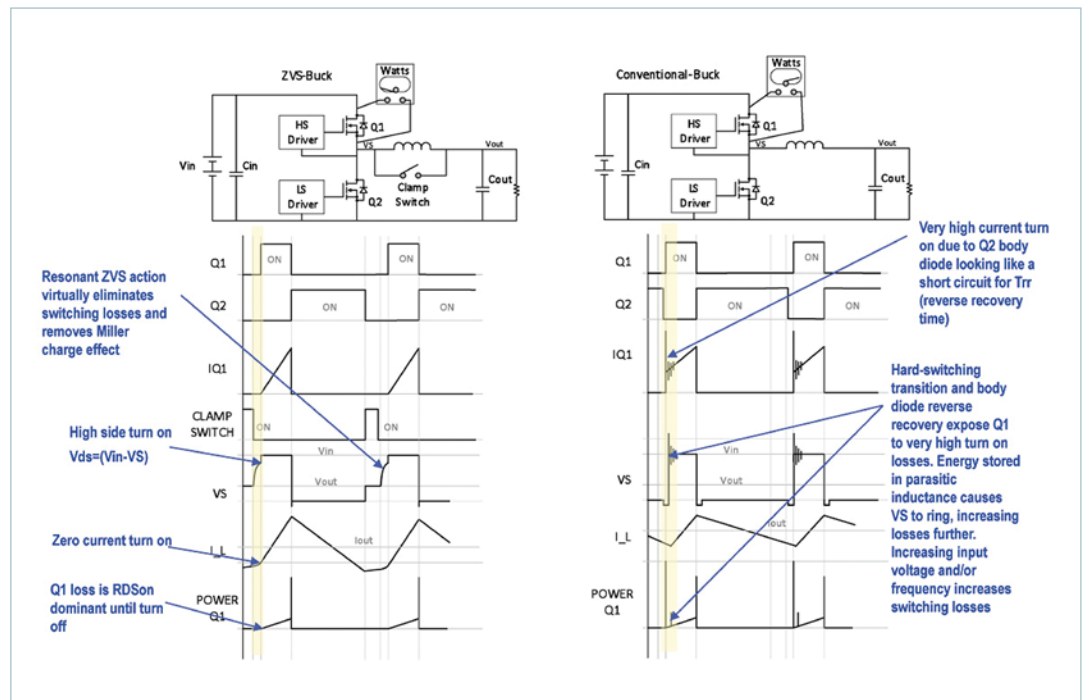 ZVS-Buck
Watts
HS
Driver
Q1
VS
Vout
Vin
Cin
Cout
LS
Driver
Q2
Clamp
Switch
Q1
ON
ON
Resonant ZVS action
virtually eliminates
switching losses and
removes Miller
charge effect
Q2
ON
ON
IQ1
CLAMP
SWITCH
ON
ON
High side turn on
Vds=(Vin-VS)
Vin
Vout
VS
Zero current turn on
I_L
Iout
Q1 loss is RDSon
dominant until turn
off
POWER
Q1
Conventional-Buck
Watts
HS
Driver
Q1
VS
Vout
Vin
Cin
Cout
LS
Driver
Q2
Very high current turn
on due to Q2 body
diode looking like a
short circuit for Trr
(reverse recovery
time)
Q1
ON
ON
Q2
ON
ON
IQ1
Hard-switching
transition and body
diode reverse
recovery expose Q1
to very high turn on
losses. Energy stored
in parasitic
inductance causes
VS to ring, increasing
losses further.
Increasing input
voltage and/or
frequency increases
switching losses
Vin
Vout
VS
Iout
I_L
POWER
Q1